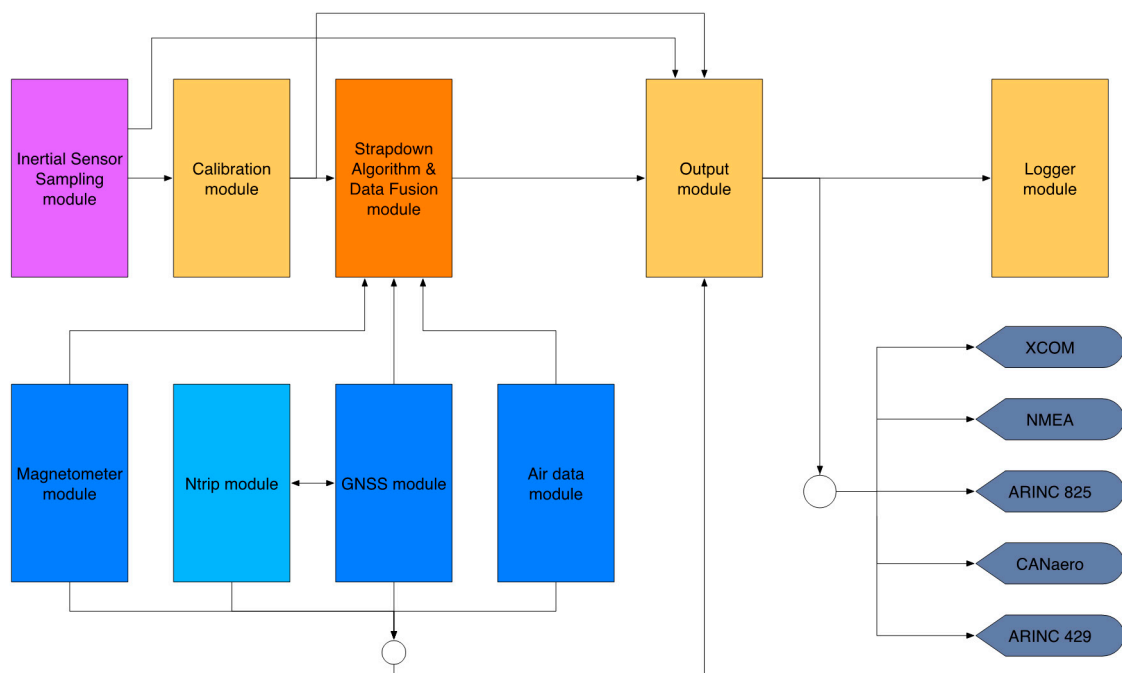 Inertial Sensor
Sampling
module
Calibration
module
Strapdown
Algorithm &
Data Fusion
module
Output
module
Logger
module
Magnetometer
module
Ntrip module
GNSS module
Air data
module
XCOM
NMEA
ARINC 825
CANaero
ARINC 429